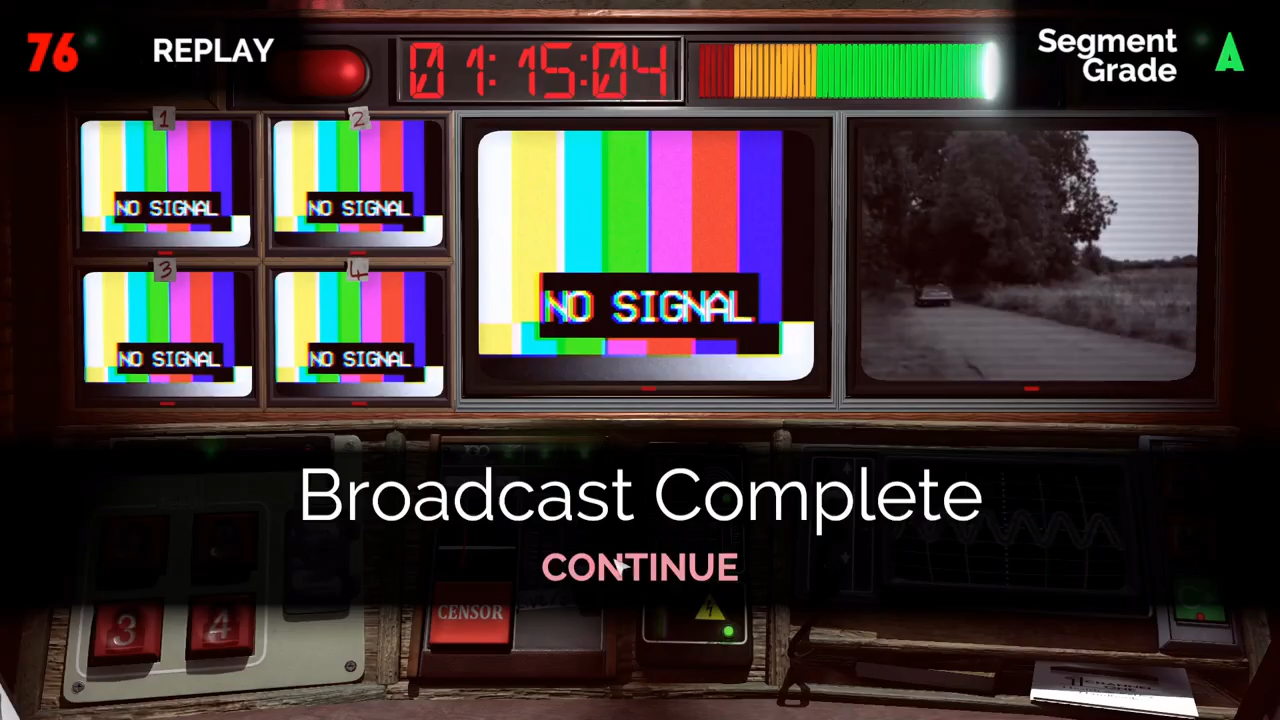 76
REPLAY
01:15:04
Segment
Grade
A
1
2
NO SIGNAL
NO SIGNAL
NO SIGNAL
3
4
NO SIGNAL
NO SIGNAL
Broadcast Complete
CONTINUE
CENSOR
3
4
CHANNEL